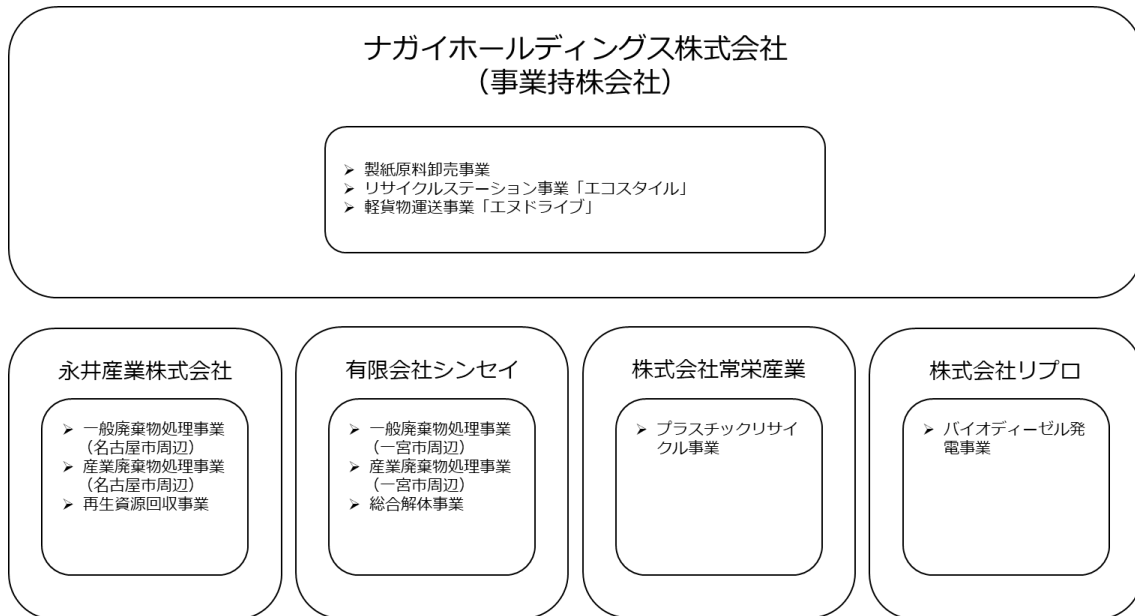 ナガイホールディングス株式会社
（事業持株会社）
➢ 製紙原料卸売事業
➢ リサイクルステーション事業「エコスタイル」
➢ 軽貨物運送事業「エヌドライブ」
永井産業株式会社
➢ 一般廃棄物処理事業
（名古屋市周辺）
➢ 産業廃棄物処理事業
（名古屋市周辺）
➢ 再生資源回収事業
有限会社シンセイ
➢ 一般廃棄物処理事業
（一宮市周辺）
➢ 産業廃棄物処理事業
（一宮市周辺）
➢ 総合解体事業
株式会社常栄産業
➢ プラスチックリサイ
クル事業
株式会社リプロ
➢ バイオディーゼル発
電事業